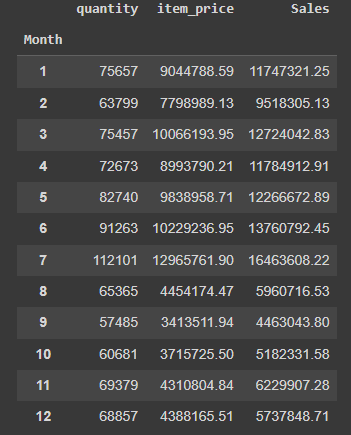 quantity item_price Sales
Month
1 75657 9044788.59 11747321.25
2 63799 7798989.13 9518305.13
3 75457 10066193.95 12724042.83
4 72673 8993790.21 11784912.91
5 82740 9838958.71 12266672.89
6 91263 10229236.95 13760792.45
7 112101 12965761.90 16463608.22
8 65365 4454174.47 5960716.53
9 57485 3413511.94 4463043.80
10 60681 3715725.50 5182331.58
11 69379 4310804.84 6229907.28
12 68857 4388165.51 5737848.71